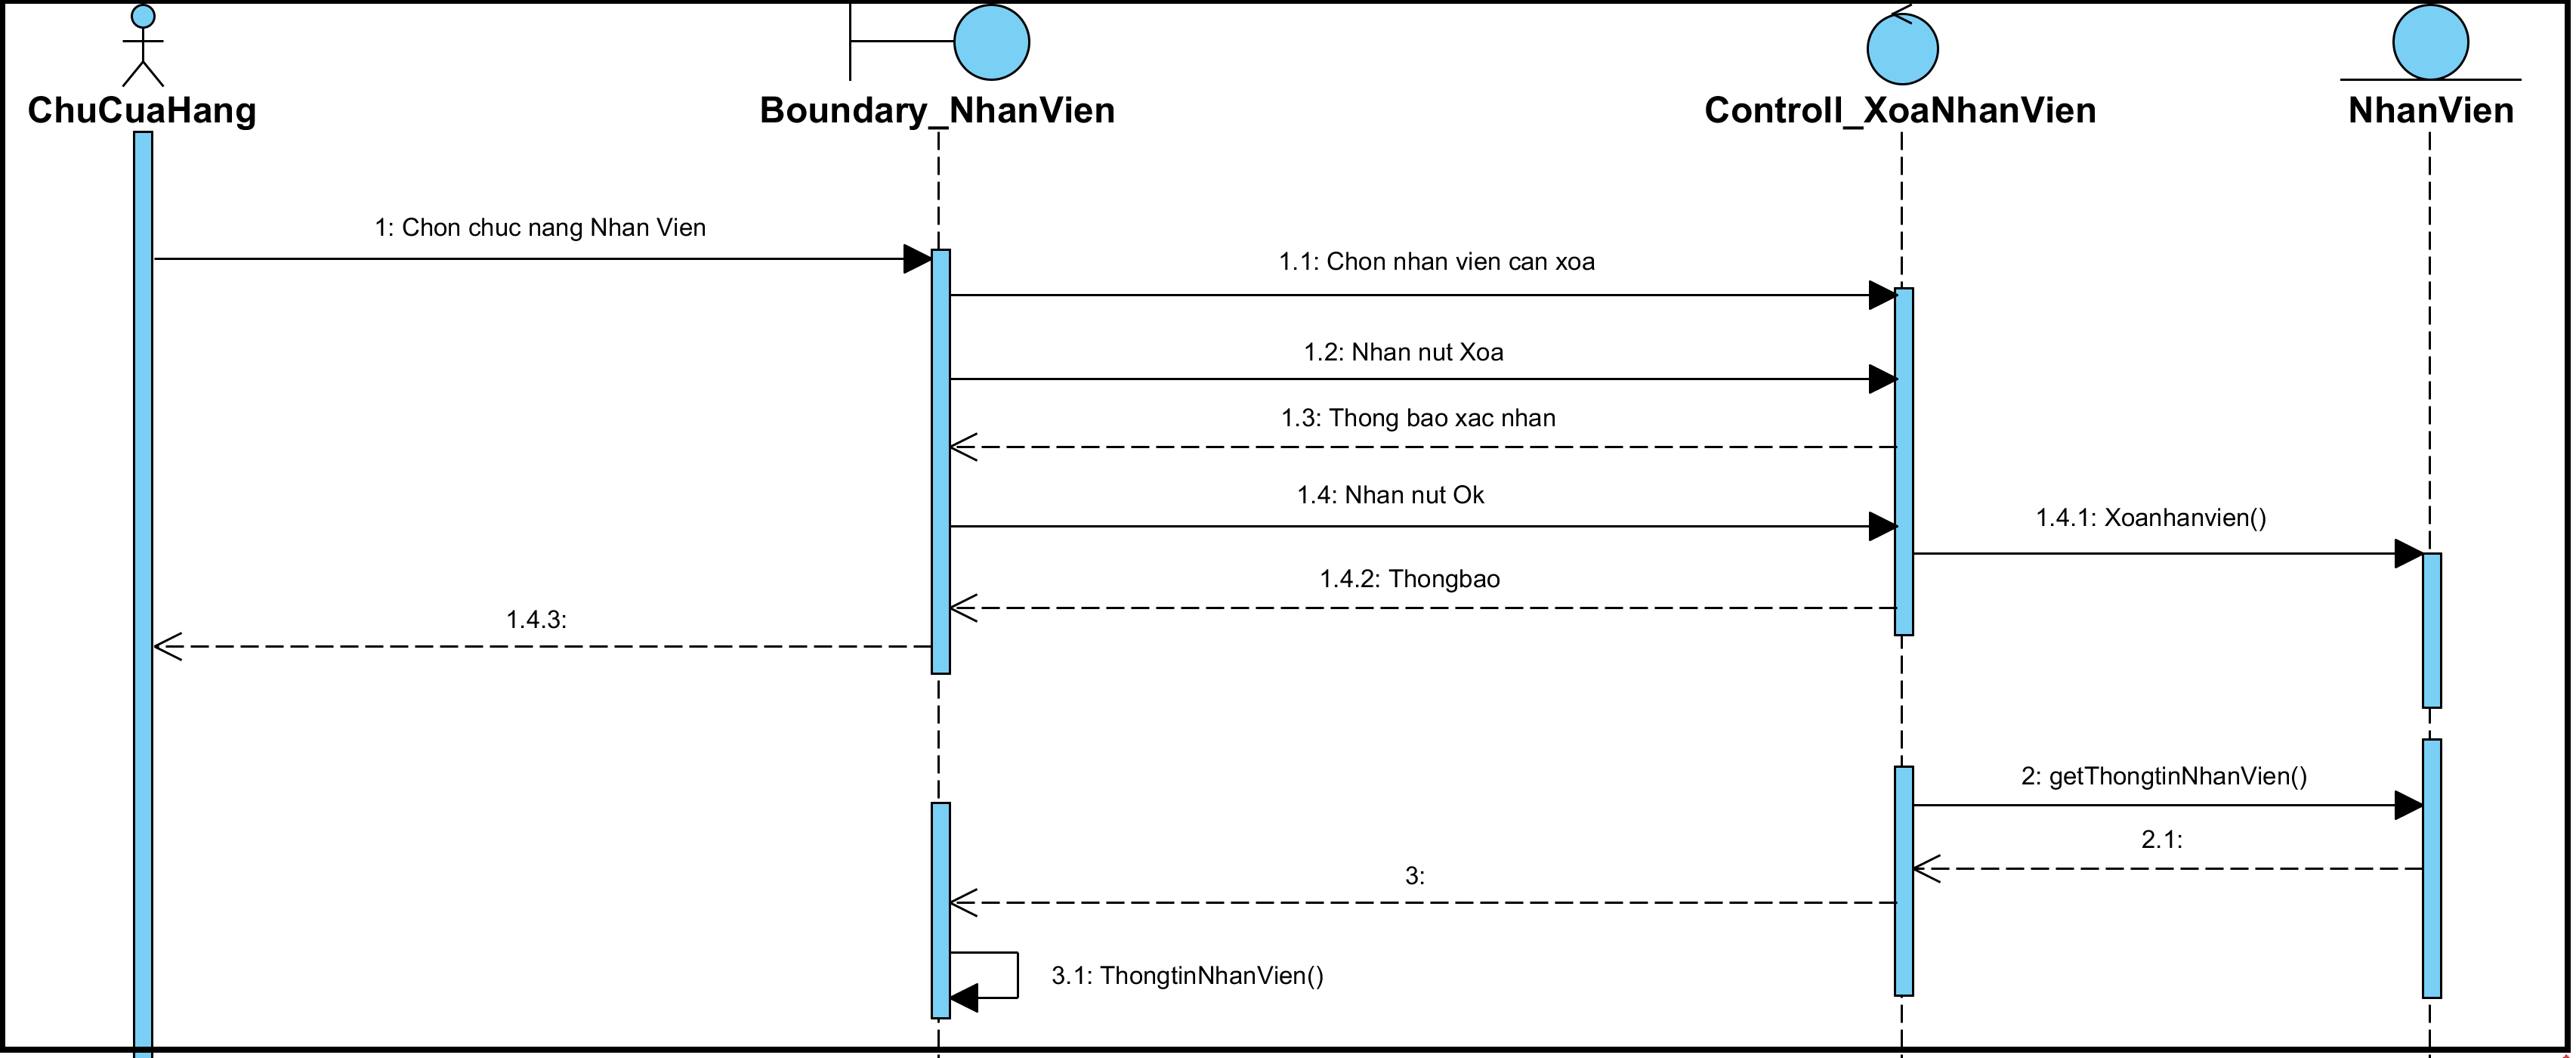 ChuCuaHang
Boundary_NhanVien
Controll_XoaNhanVien
NhanVien
1: Chon chuc nang Nhan Vien
1.1: Chon nhan vien can xoa
1.2: Nhan nut Xoa
1.3: Thong bao xac nhan
1.4: Nhan nut Ok
1.4.1: Xoanhanvien()
1.4.2: Thongbao
1.4.3:
2: getThongtinNhanVien()
2.1:
3:
3.1: ThongtinNhanVien()